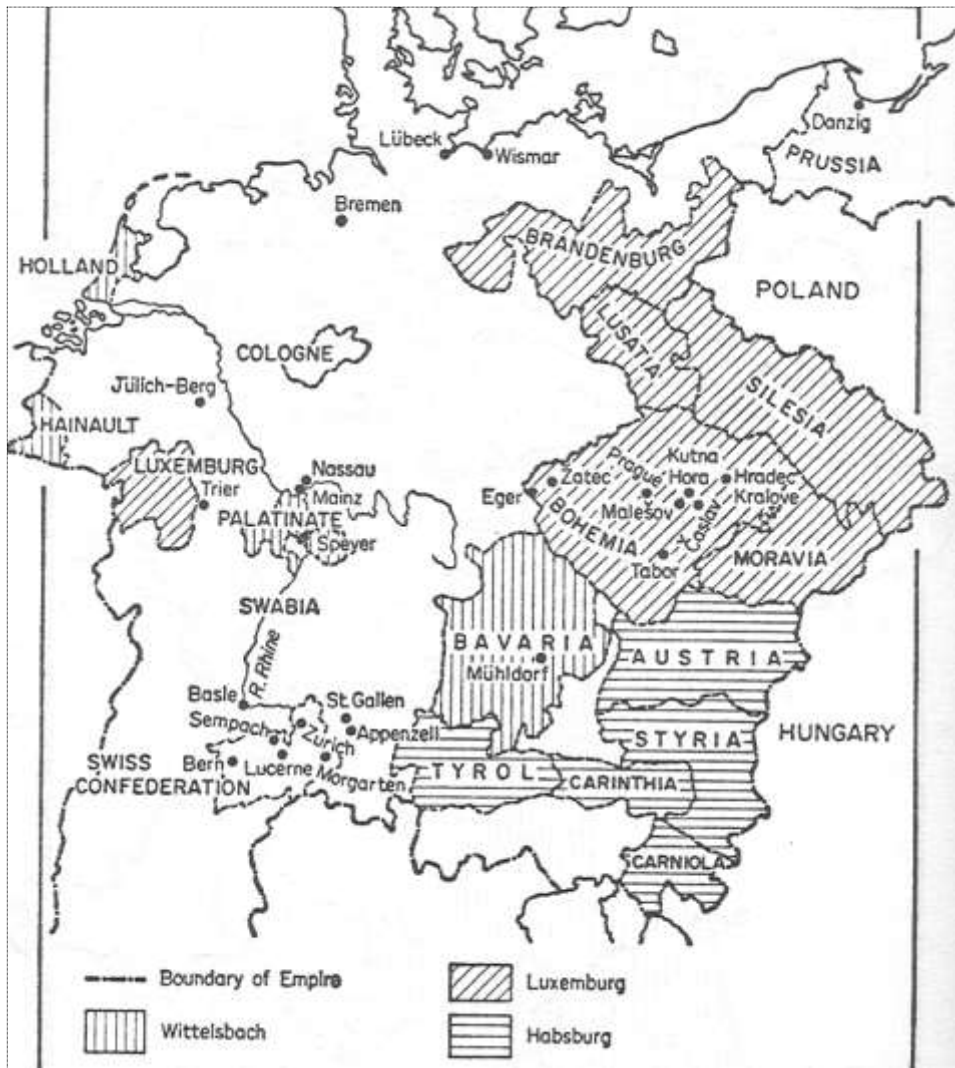 Danzig
PRUSSIA
Lübeck
Wismar
Bremen
BRANDENBURG
HOLLAND
POLAND
LUSATIA
COLOGNE
Jülich-Berg
SILESIA
HAINAULT
Kutna
Hora
LUXEMBURG
Nassau
Prague
Zatec
Hradec
Kralove
Trier
Mainz
Eger
PALATINATE
Malešov
Caslav
BOHEMIA
Speyer
MORAVIA
Tabor
SWABIA
BAVARIA
AUSTRIA
R. Rhine
Mühldorf
Basle
St. Gallen
Sempach
Zurich
Appenzell
STYRIA
HUNGARY
SWISS
CONFEDERATION
Bern
Lucerne
Morgarten
TYROL
CARINTHIA
CARNIOLA
Boundary of Empire
Luxemburg
Wittelsbach
Habsburg